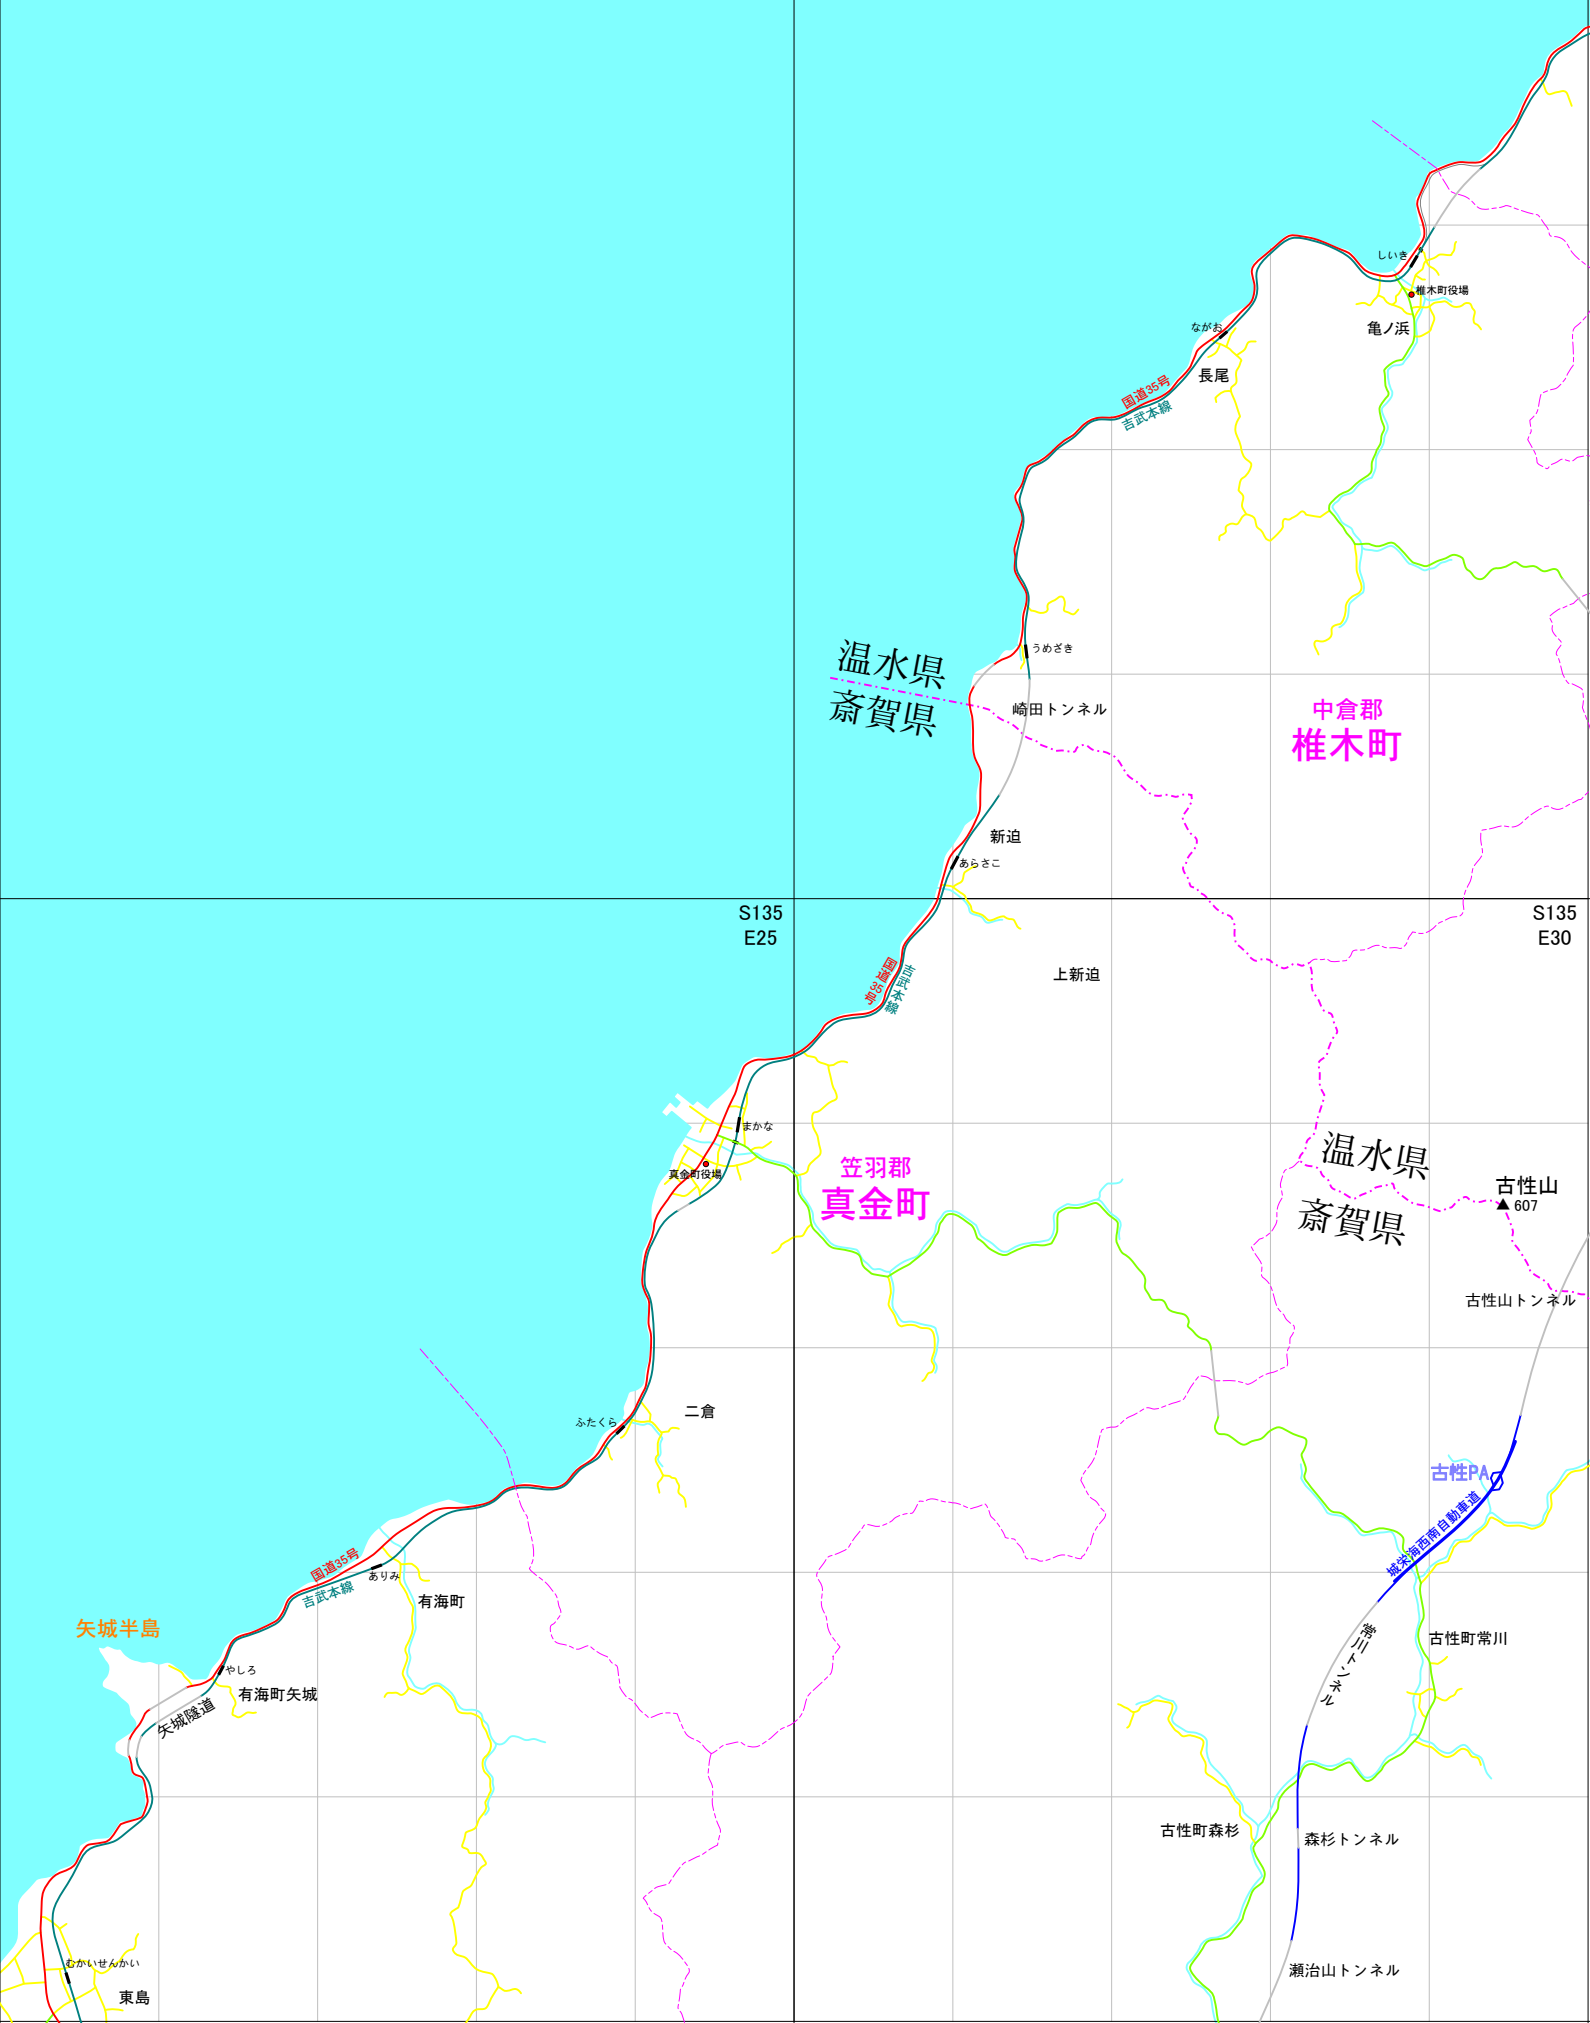 しいき
椎木町役場
亀ノ浜
ながお
長尾
国道35号
吉武本線
うめざき
温水県
斎賀県
崎田トンネル
中倉郡
椎木町
新迫
あらさこ
S135
E25
S135
E30
上新迫
国道35号
吉武本線
まかな
真金町役場
笠羽郡
真金町
温水県
斎賀県
古性山
607
古性山トンネル
ふたくら
二倉
古性PA
城栄海西南自動車道
国道35号
吉武本線
ありみ
有海町
矢城半島
やしろ
有海町矢城
矢城隧道
常川トンネル
古性町常川
古性町森杉
森杉トンネル
むかいせんかい
東島
瀬治山トンネル